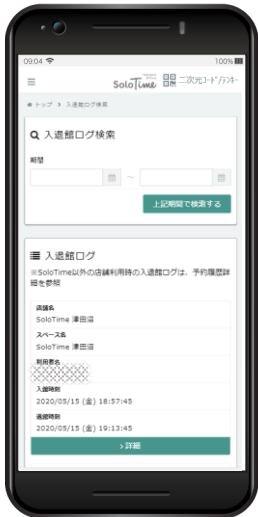 09:04
100%
SoloTime
二次元ｺｰﾄﾞ/ﾃﾝｷｰ
トップ > 入退館ログ検索
入退館ログ検索
期間
～
上記期間で検索する
入退館ログ
※SoloTime以外の店舗利用時の入退館ログは、予約履歴詳
細を参照
店舗名
SoloTime 津田沼
スペース名
SoloTime 津田沼
利用者名
入館時刻
2020/05/15 (金) 18:57:45
退館時刻
2020/05/15 (金) 19:13:45
>詳細